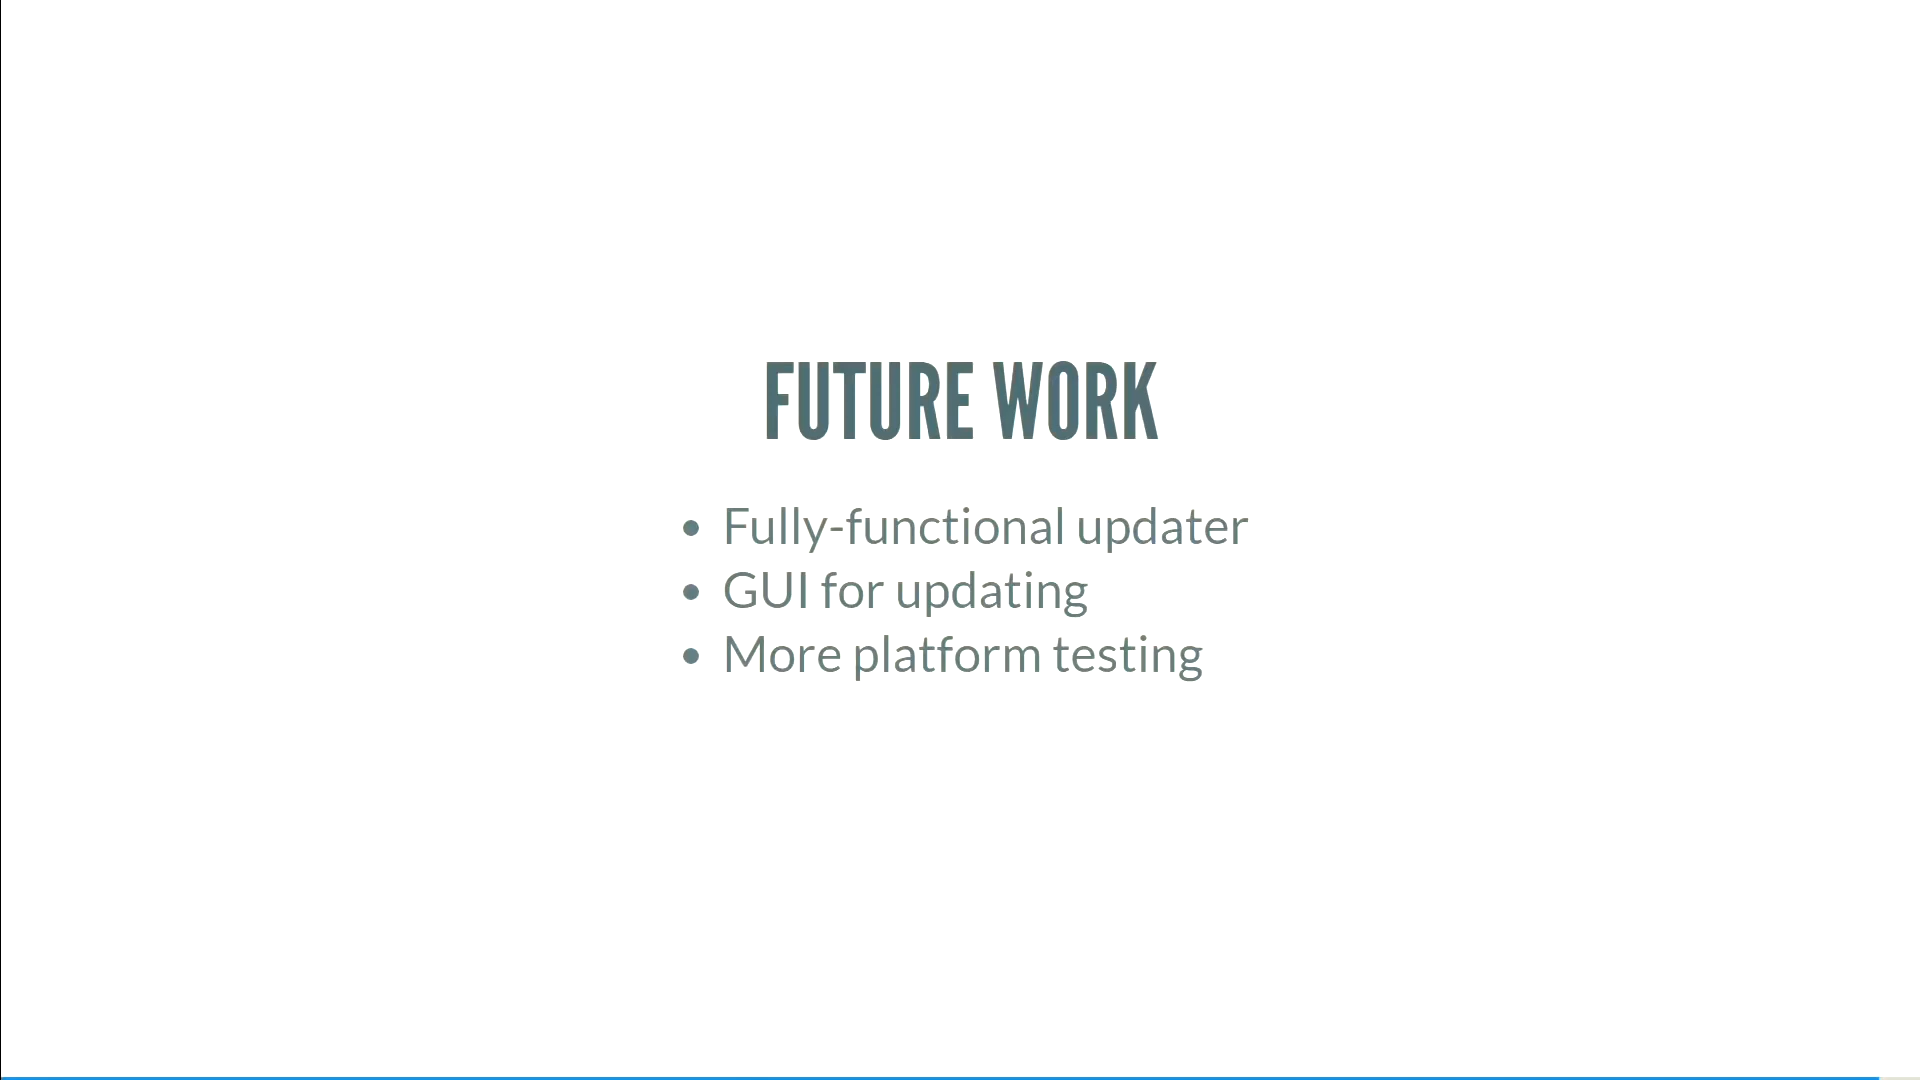 FUTURE WORK
• Fully-functional updater
• GUI for updating
• More platform testing